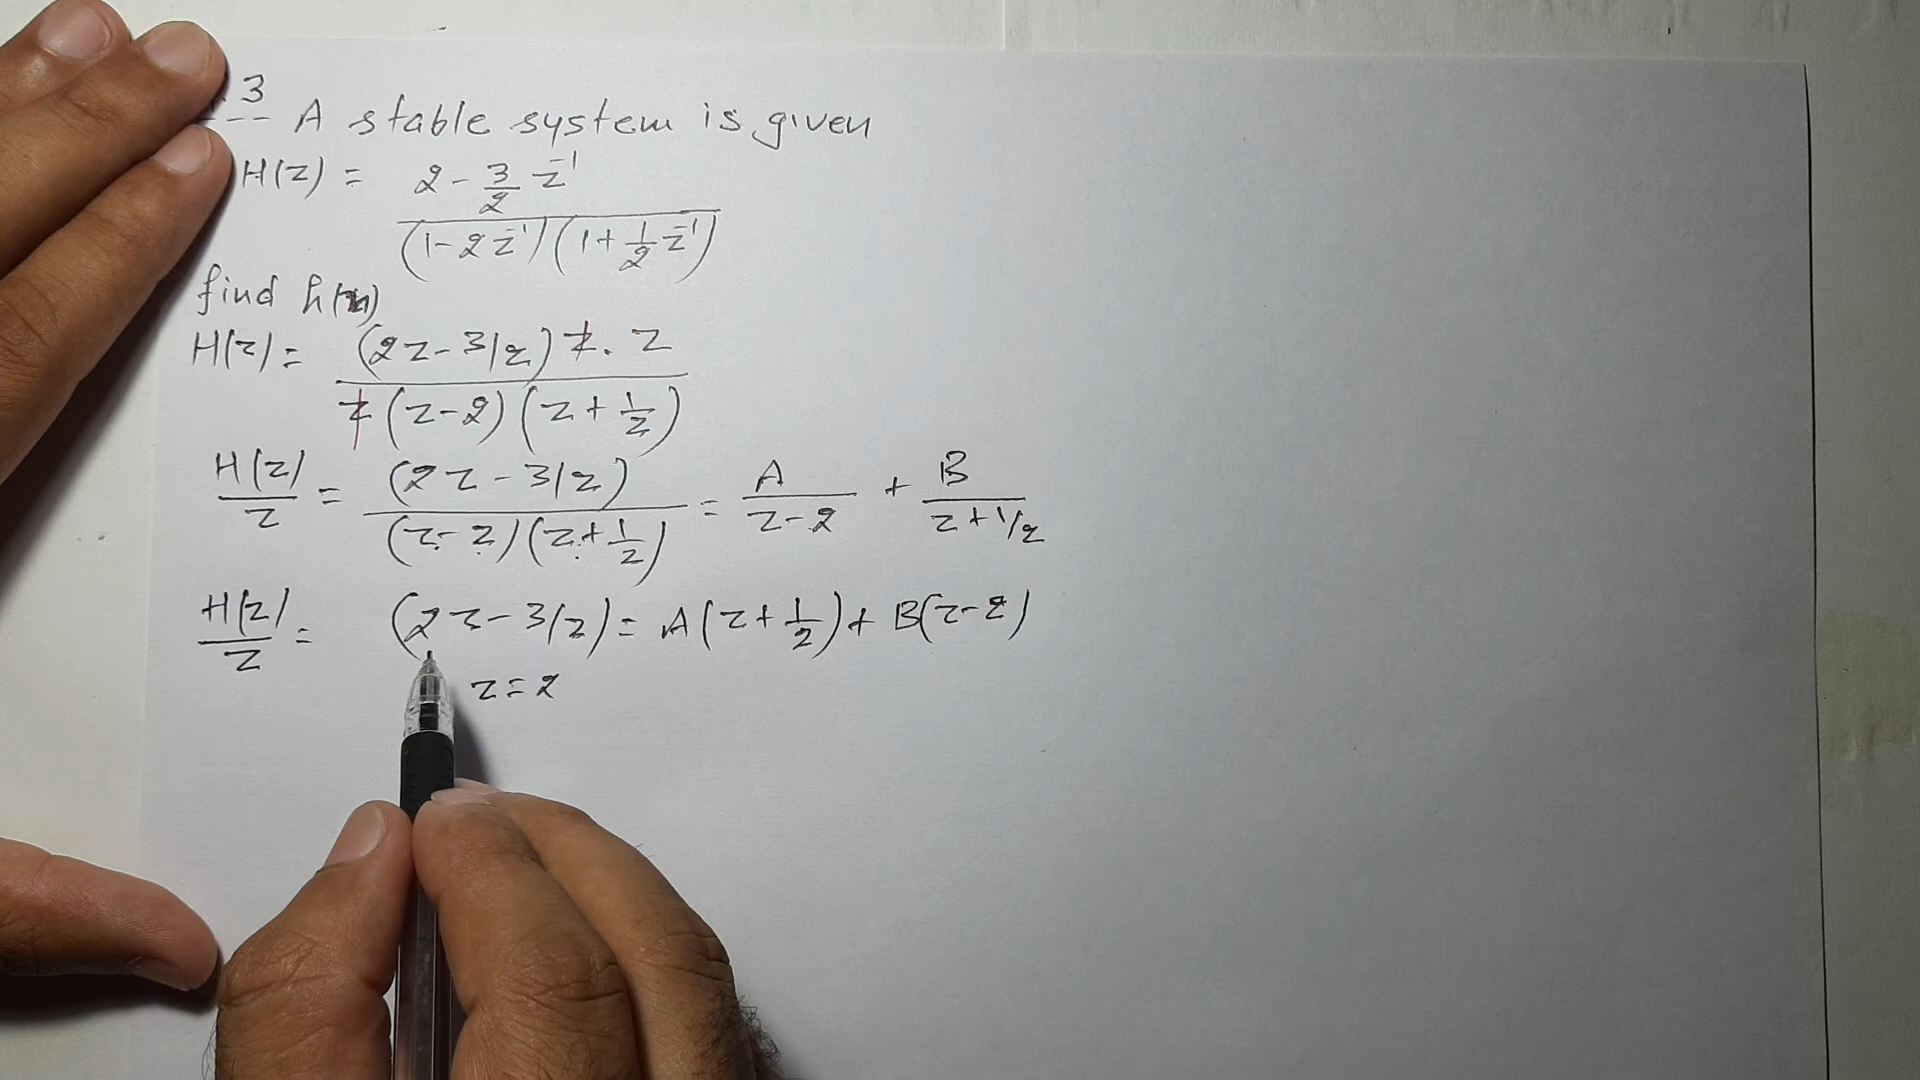 .3
A stable system is given
H(z) = 2 - 3/2 z^-1 / (1 - 2z^-1)(1 + 1/2 z^-1)
find h(n)
H(z) = (2z - 3/2) z . z / z (z - 2)(z + 1/2)
H(z)/z = (2z - 3/2) / (z - 2)(z + 1/2) = A / z - 2 + B / z + 1/2
H(z)/z = (2z - 3/2) = A(z + 1/2) + B(z - 2)
z = 2